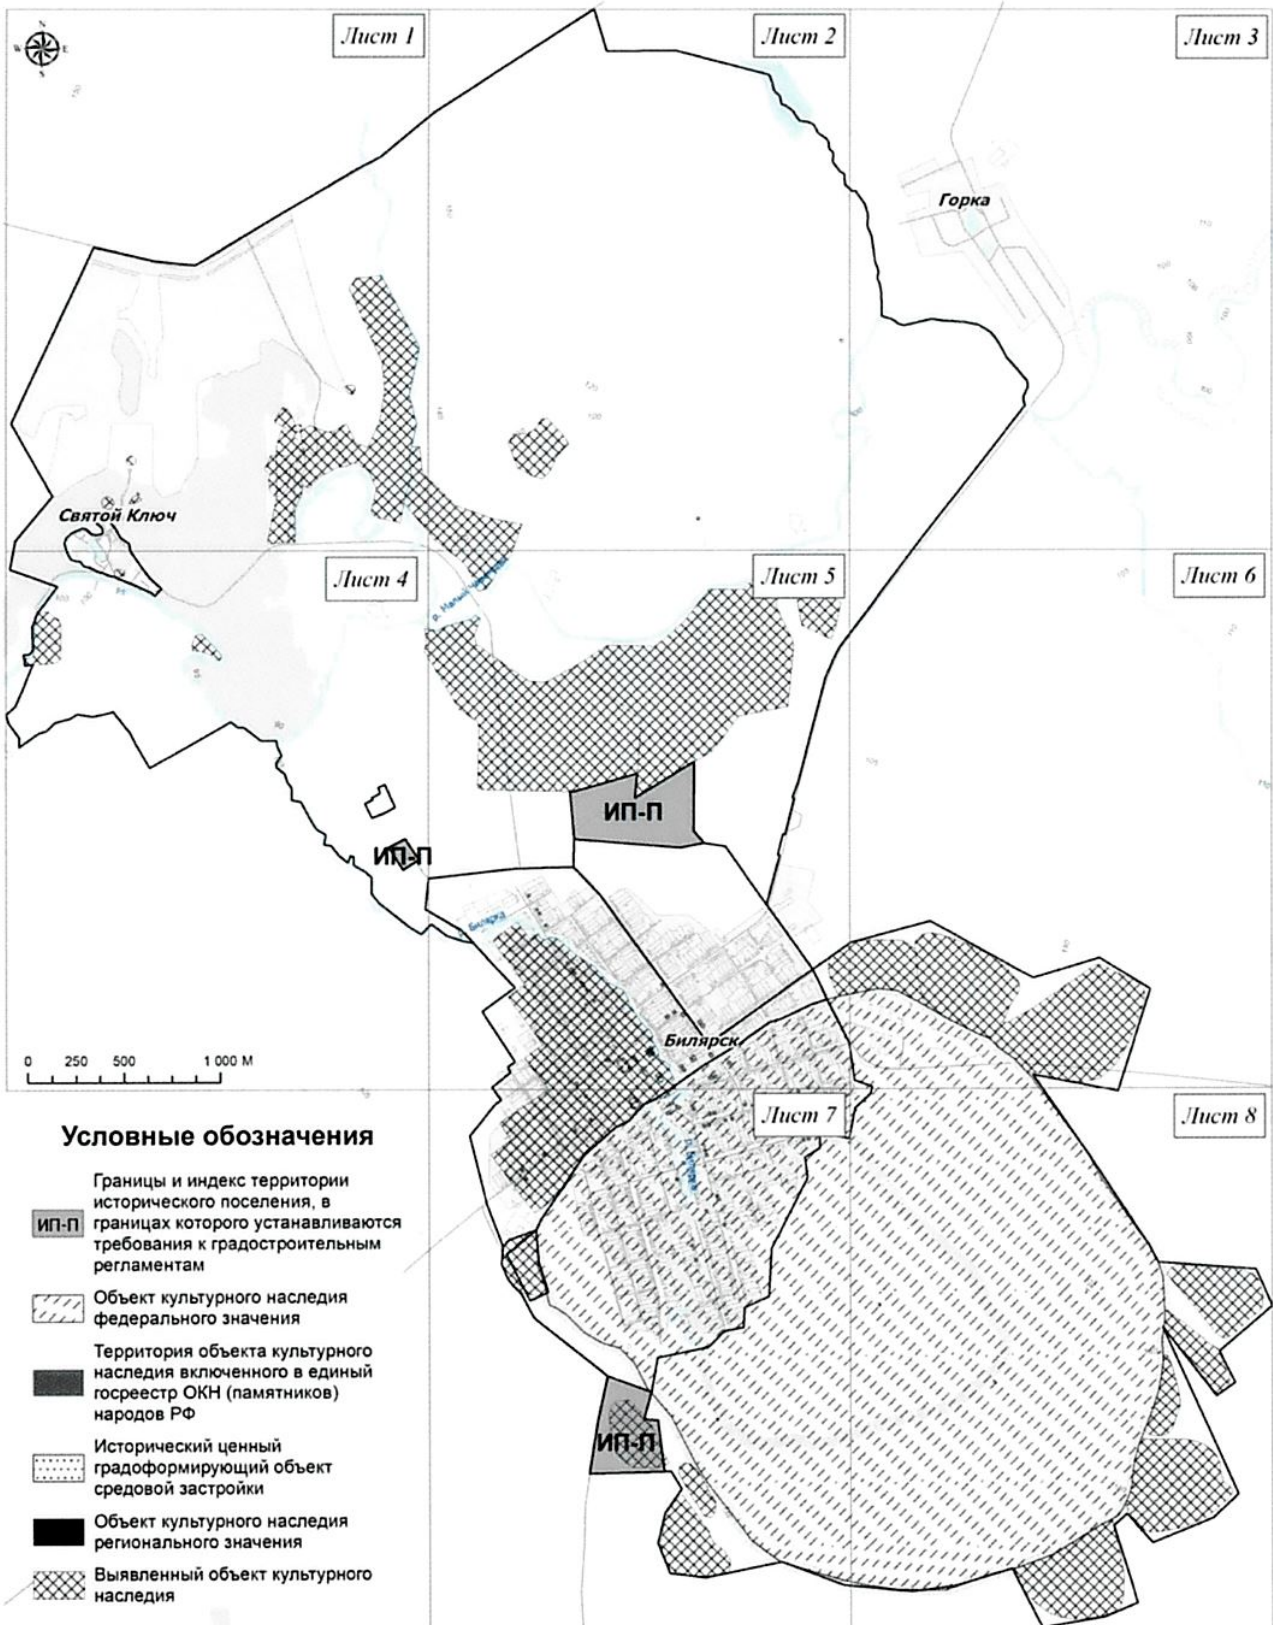 N
W E
S
Лист 1
Лист 2
Лист 3
Горка
Святой Ключ
Лист 4
Лист 5
Лист 6
ИП-П
ИП-П
р. Билярка
Билярск
0 250 500 1 000 М
Лист 7
Лист 8
ИП-П
Условные обозначения
ИП-П
Границы и индекс территории
исторического поселения, в
границах которого устанавливаются
требования к градостроительным
регламентам
Объект культурного наследия
федерального значения
Территория объекта культурного
наследия включенного в единый
госреестр ОКН (памятников)
народов РФ
Исторический ценный
градоформирующий объект
средовой застройки
Объект культурного наследия
регионального значения
Выявленный объект культурного
наследия